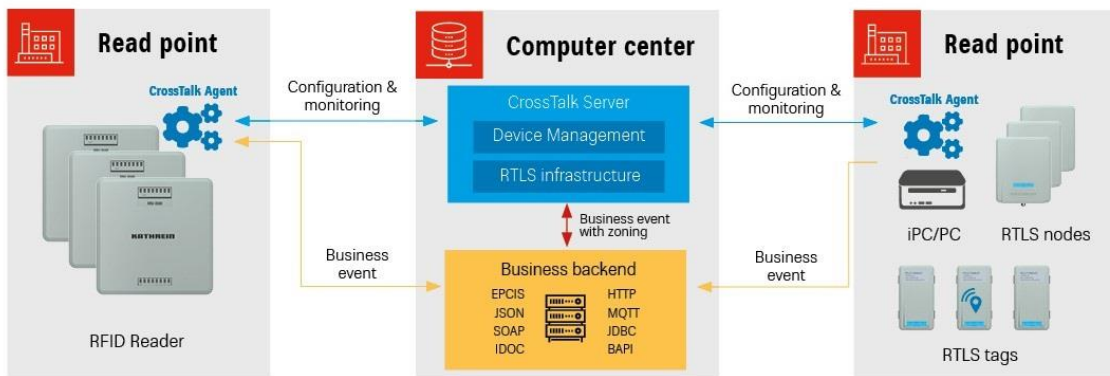 Read point
CrossTalk Agent
KATHREIN
RFID Reader
Configuration &
monitoring
Business
event
Computer center
CrossTalk Server
Device Management
RTLS infrastructure
Business event
with zoning
Business backend
EPCIS
JSON
SOAP
IDOC
HTTP
MQTT
JDBC
BAPI
Configuration &
monitoring
Business
event
Read point
CrossTalk Agent
iPC/PC
RTLS nodes
RTLS tags